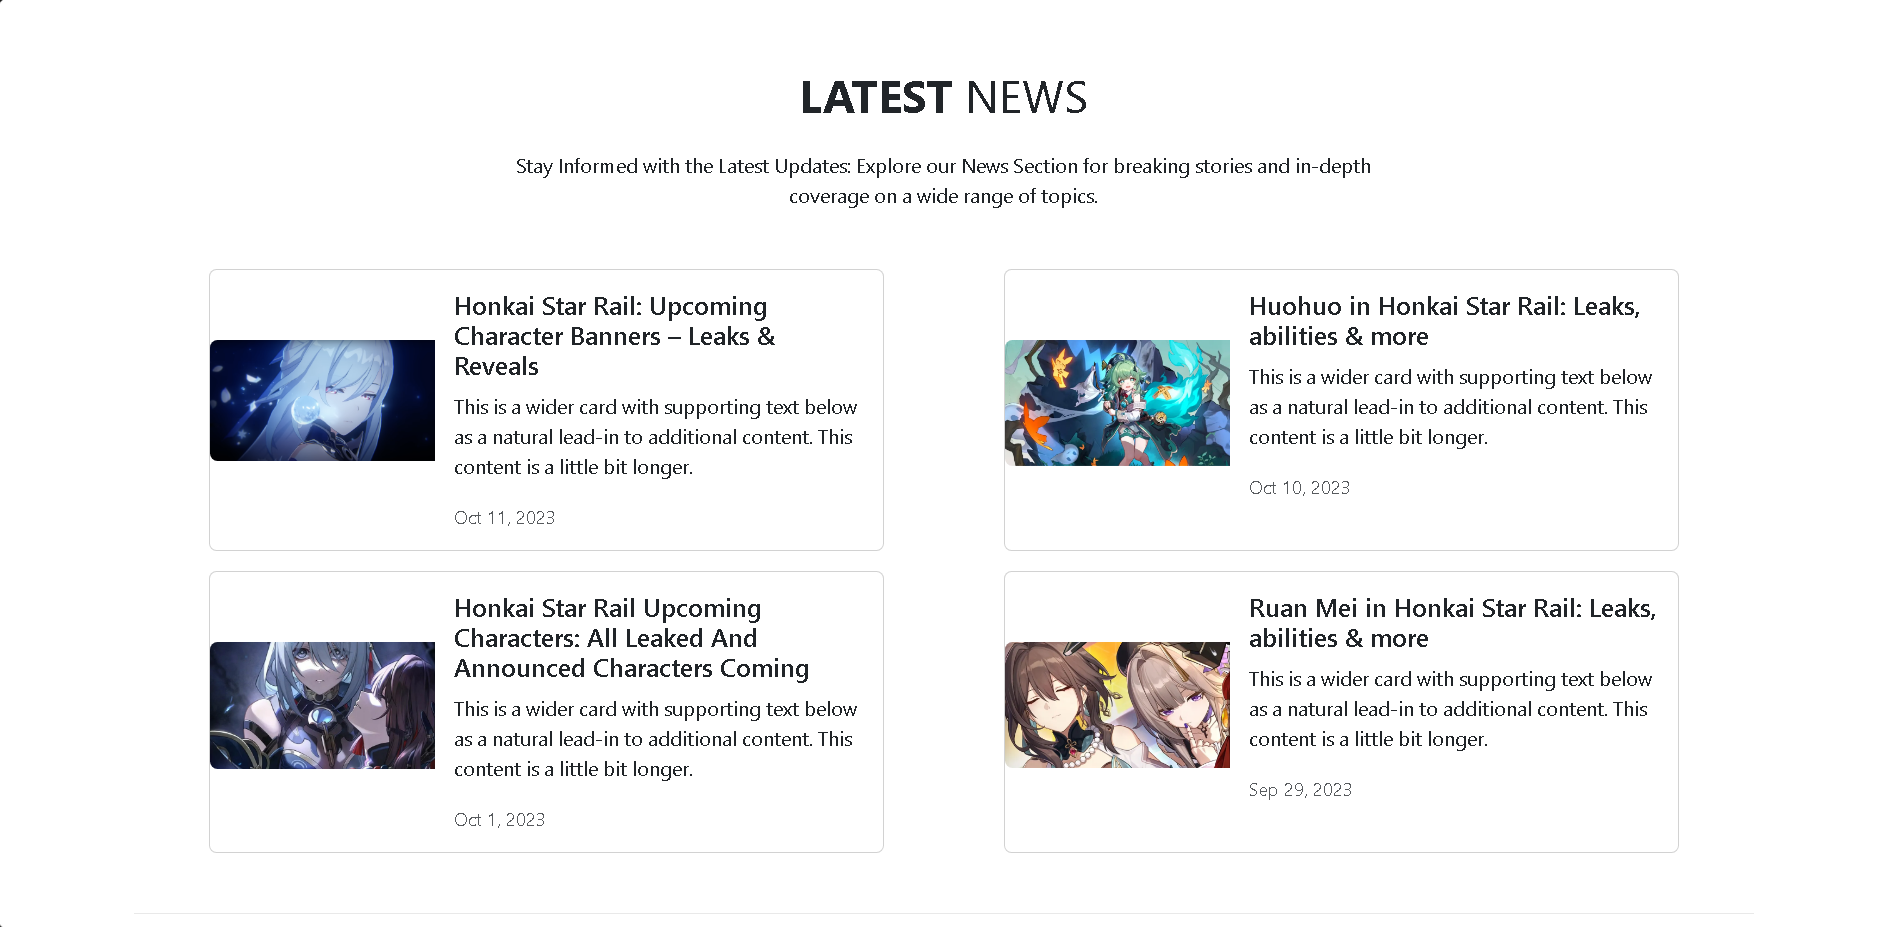 LATEST NEWS
Stay Informed with the Latest Updates: Explore our News Section for breaking stories and in-depth
coverage on a wide range of topics.
Honkai Star Rail: Upcoming
Character Banners – Leaks &
Reveals
This is a wider card with supporting text below
as a natural lead-in to additional content. This
content is a little bit longer.
Oct 11, 2023
Huohuo in Honkai Star Rail: Leaks,
abilities & more
This is a wider card with supporting text below
as a natural lead-in to additional content. This
content is a little bit longer.
Oct 10, 2023
Honkai Star Rail Upcoming
Characters: All Leaked And
Announced Characters Coming
This is a wider card with supporting text below
as a natural lead-in to additional content. This
content is a little bit longer.
Oct 1, 2023
Ruan Mei in Honkai Star Rail: Leaks,
abilities & more
This is a wider card with supporting text below
as a natural lead-in to additional content. This
content is a little bit longer.
Sep 29, 2023